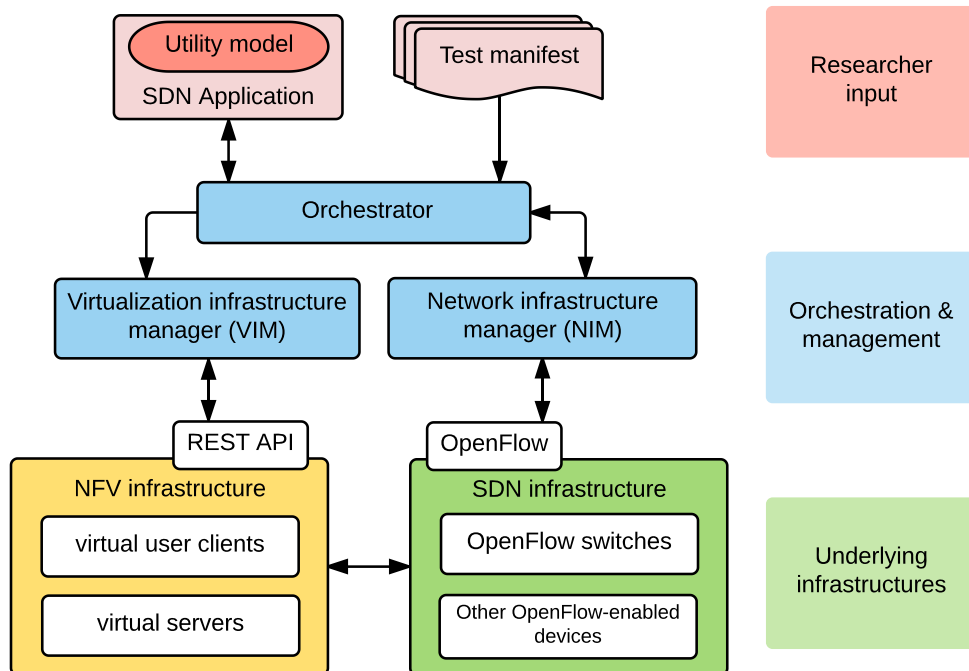 Utility model
SDN Application
Test manifest
Researcher
input
Orchestrator
Virtualization infrastructure
manager (VIM)
Network infrastructure
manager (NIM)
Orchestration &
management
REST API
OpenFlow
NFV infrastructure
virtual user clients
virtual servers
SDN infrastructure
OpenFlow switches
Other OpenFlow-enabled
devices
Underlying
infrastructures